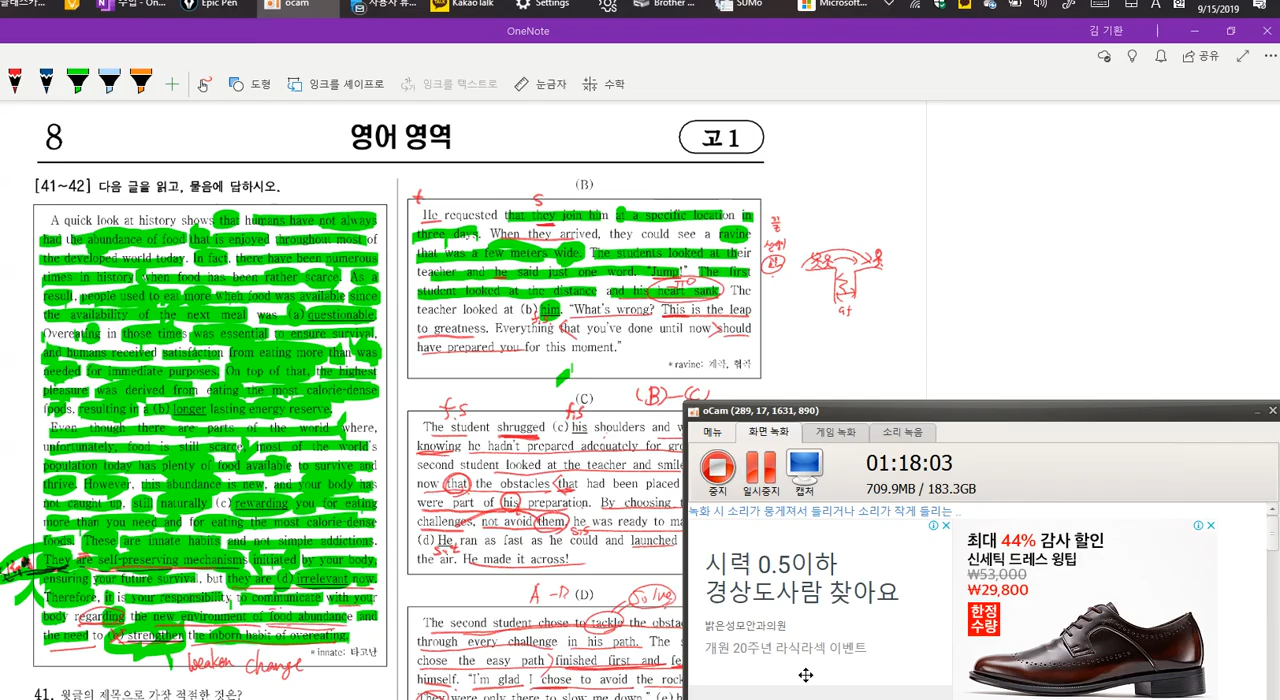 Epic Pen
ocam
KakaoTalk
Settings
Brother ...
SUMo
Microsoft...
9/15/2019
OneNote
김 기환
도형
잉크를 셰이프로
잉크를 텍스트로
눈금자
수학
공유
8
영어 영역
고 1
[41~42] 다음 글을 읽고, 물음에 답하시오.
A quick look at history shows that humans have not always
had the abundance of food that is enjoyed throughout most of
the developed world today. In fact, there have been numerous
times in history when food has been rather scarce. As a
result, people used to eat more when food was available since
the availability of the next meal was (a) questionable.
Overeating in those times was essential to ensure survival,
and humans received satisfaction from eating more than was
needed for immediate purposes. On top of that, the highest
pleasure was derived from eating the most calorie-dense
foods, resulting in a (b) longer lasting energy reserve.
Even though there are parts of the world where,
unfortunately, food is still scarce, most of the world's
population today has plenty of food available to survive and
thrive. However, this abundance is new, and your body has
not caught up, still naturally (c) rewarding you for eating
more than you need and for eating the most calorie-dense
foods. These are innate habits and not simple addictions.
They are self-preserving mechanisms initiated by your body,
ensuring your future survival, but they are (d) irrelevant now.
Therefore, it is your responsibility to communicate with your
body regarding the new environment of food abundance and
the need to (e) strengthen the inborn habit of overeating.
* innate: 타고난
weaken change
41. 윗글의 제목으로 가장 적절한 것은?
(B)
t
s
He requested that they join him at a specific location in
three days. When they arrived, they could see a ravine
that was a few meters wide. The students looked at their
teacher and he said just one word. "Jump!" The first
student looked at the distance and his heart sank. The
teacher looked at (b) him. "What's wrong? This is the leap
to greatness. Everything that you've done until now should
have prepared you for this moment."
* ravine: 계곡, 협곡
(C)
(B)-(C)
f.s
f.s
The student shrugged (c) his shoulders and
knowing he hadn't prepared adequately for
second student looked at the teacher and
now that the obstacles that had been placed
were part of his preparation. By choosing
challenges, not avoid them, he was ready to
(d) He ran as fast as he could and launched
the air. He made it across!
A-D
(D)
The second student chose to tackle the
through every challenge in his path. The
chose the easy path finished first and
himself. "I'm glad I chose to avoid the
They were only there to slow me down." (e)
oCam (289, 17, 1631, 890)
메뉴
화면 녹화
게임 녹화
소리 녹음
중지
일시중지
캡처
01:18:03
709.9MB / 183.3GB
녹화 시 소리가 뭉게져서 들리거나 소리가 작게 들리는 ..
시력 0.5이하
경상도사람 찾아요
밝은성모안과의원
개원 20주년 라식라섹 이벤트
최대 44% 감사 할인
신세틱 드레스 윙팁
₩53,000
₩29,800
한정
수량